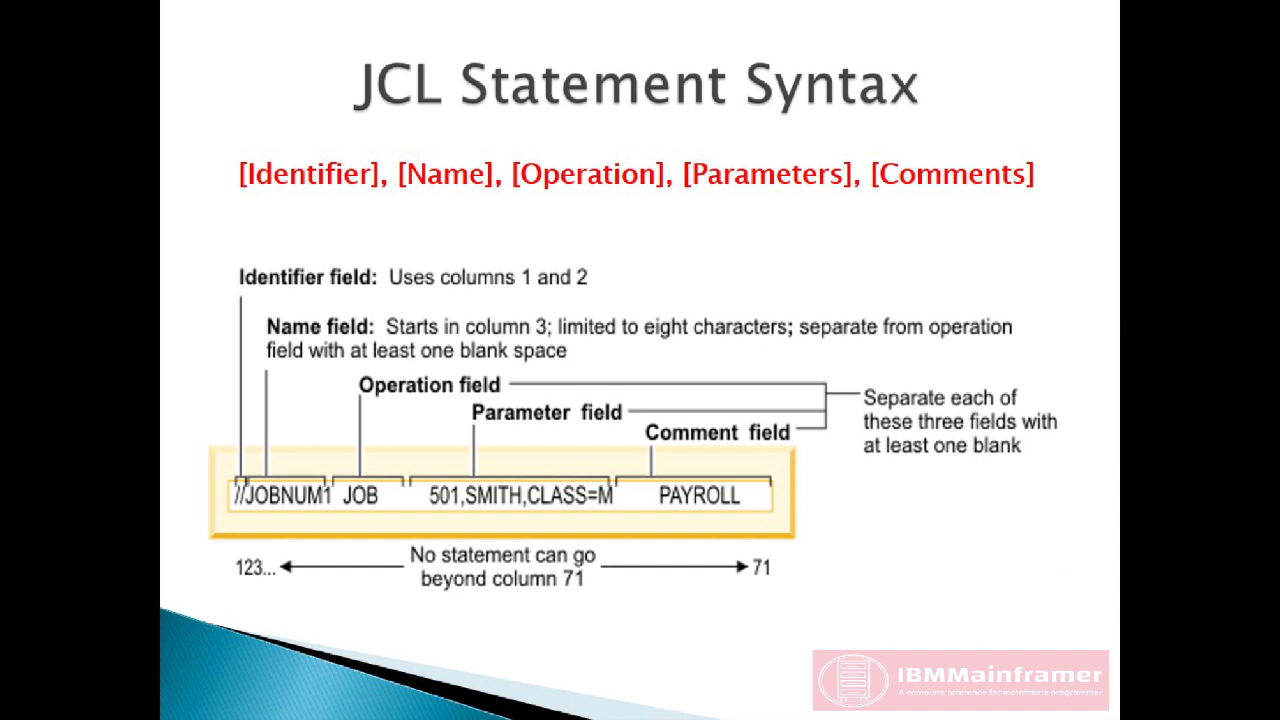 JCL Statement Syntax
[Identifier], [Name], [Operation], [Parameters], [Comments]
Identifier field: Uses columns 1 and 2
Name field: Starts in column 3; limited to eight characters; separate from operation
field with at least one blank space
Operation field
Parameter field
Comment field
Separate each of
these three fields with
at least one blank
//JOBNUM1 JOB 501,SMITH,CLASS=M PAYROLL
123... No statement can go 71
beyond column 71
IBMMainframer
A complete reference for mainframe programmer